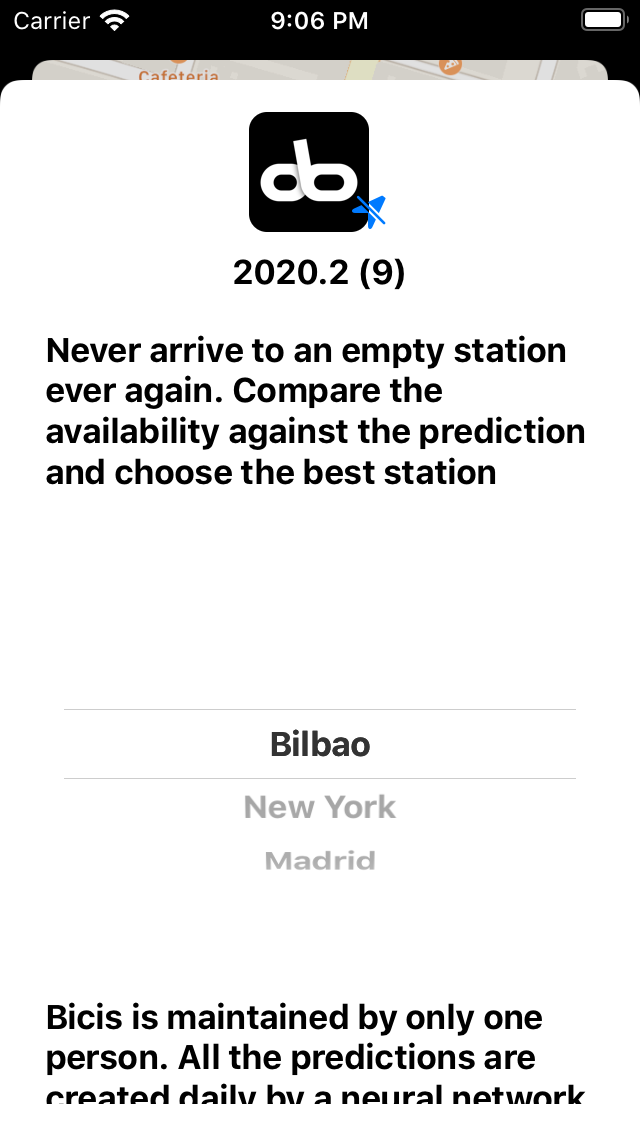 Carrier 9:06 PM
Cafeteria
ob
2020.2 (9)
Never arrive to an empty station
ever again. Compare the
availability against the prediction
and choose the best station
Bilbao
New York
Madrid
Bicis is maintained by only one
person. All the predictions are
created daily by a neural network